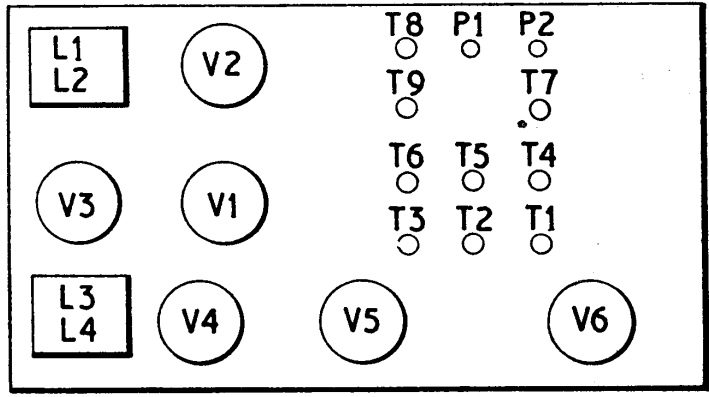 L1
L2
V2
T8 P1 P2
T9 T7
T6 T5 T4
V3 V1
T3 T2 T1
L3
L4
V4 V5 V6